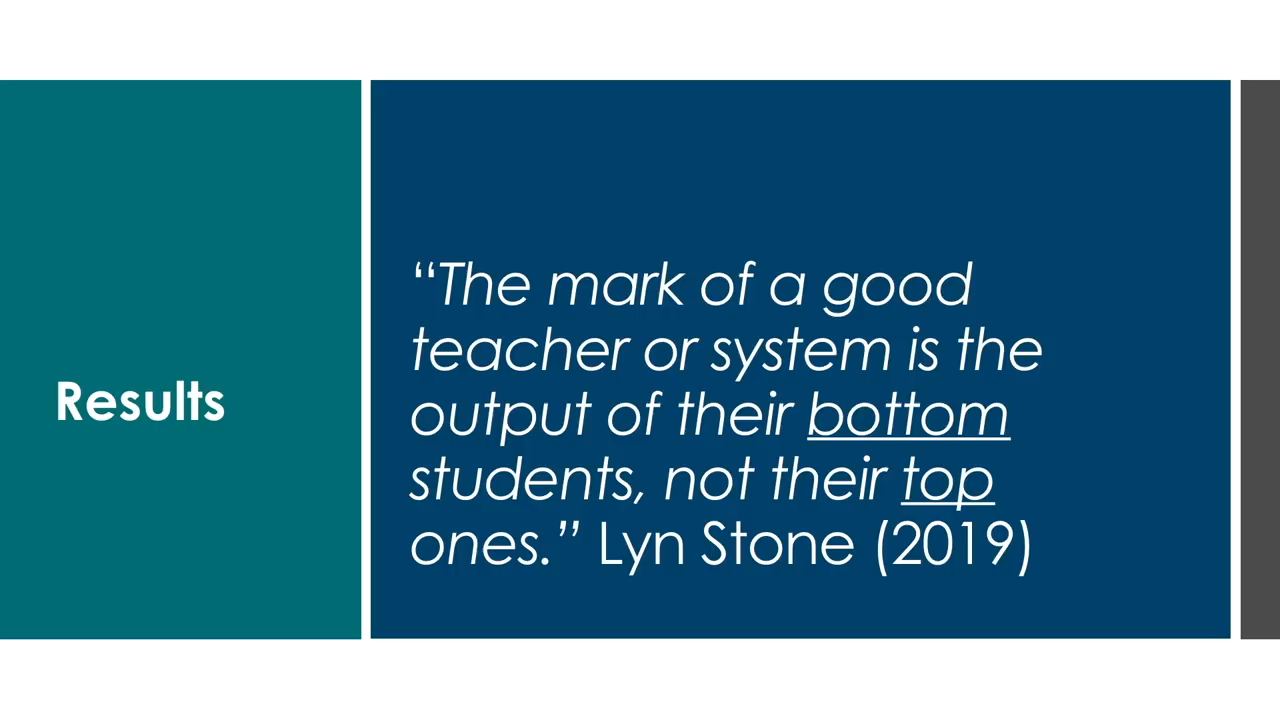 Results
“The mark of a good
teacher or system is the
output of their bottom
students, not their top
ones.” Lyn Stone (2019)